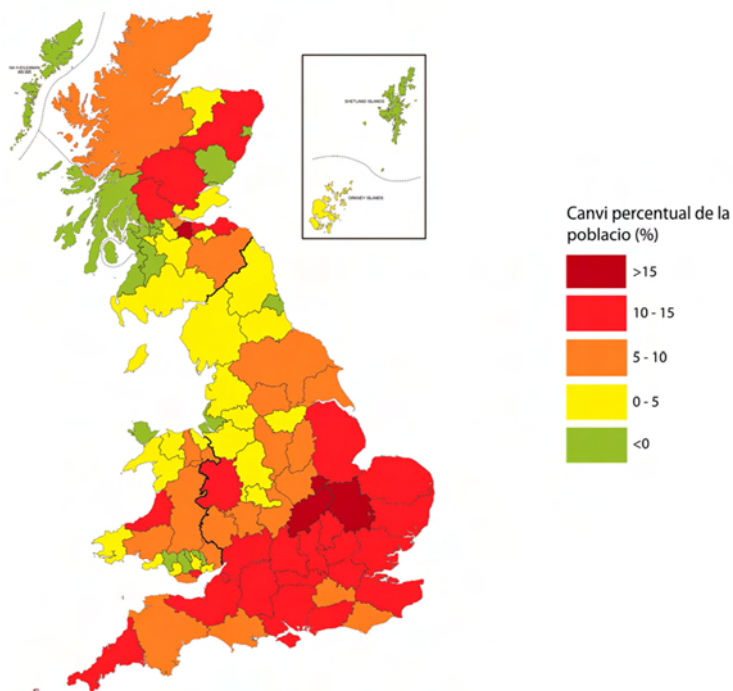 SHETLAND ISLANDS
ORKNEY ISLANDS
Canvi percentual de la
poblacio (%)
>15
10 - 15
5 - 10
0 - 5
<0